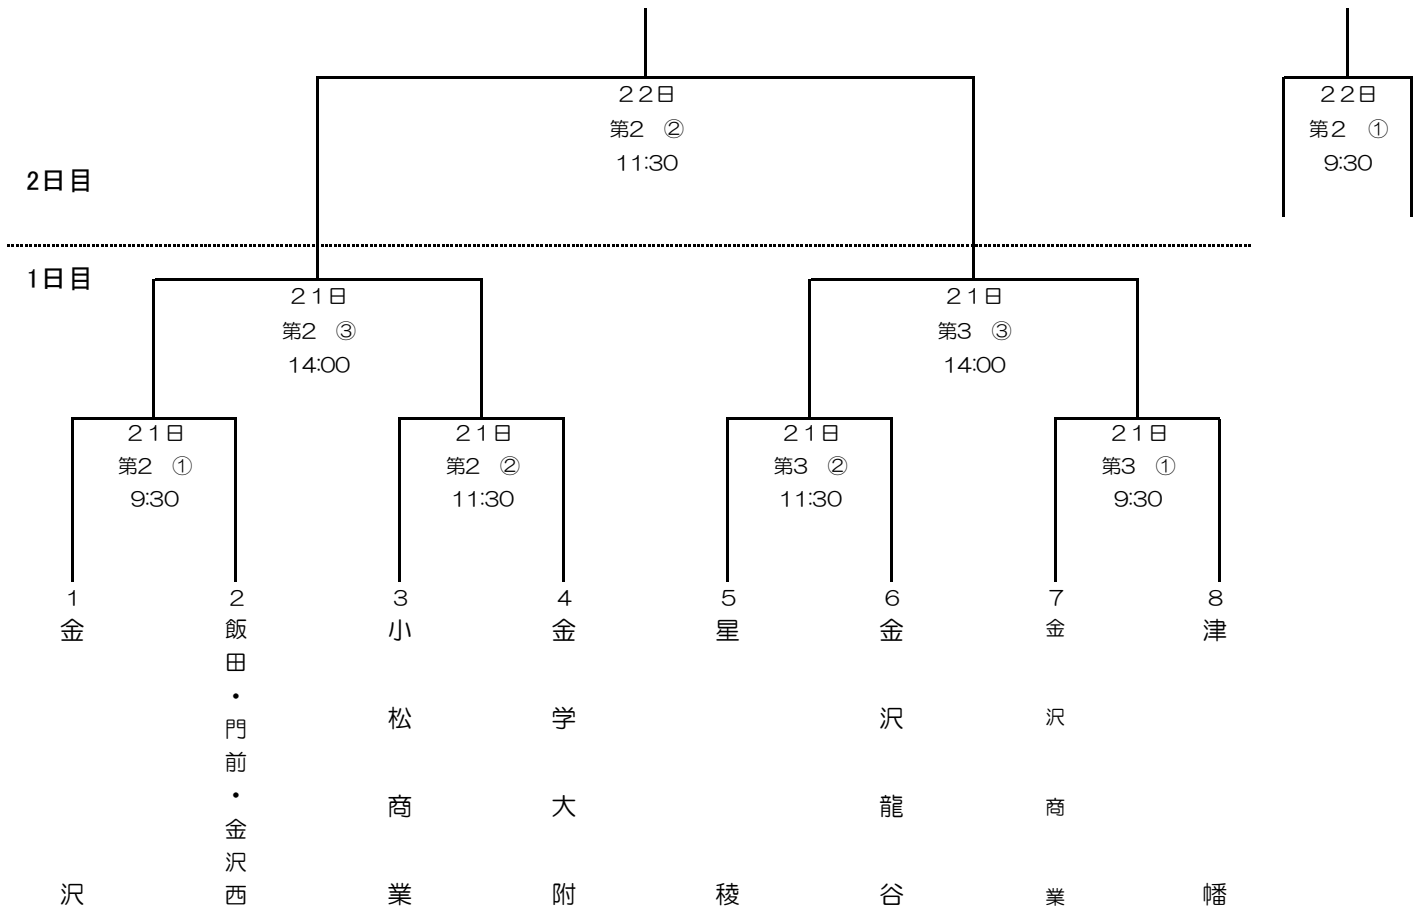 22日
第2 ②
11:30
22日
第2 ①
9:30
2日目
1日目
21日
第2 ③
14:00
21日
第3 ③
14:00
21日
第2 ①
9:30
21日
第2 ②
11:30
21日
第3 ②
11:30
21日
第3 ①
9:30
1
金沢
2
飯田・門前・金沢西
3
小松商業
4
金学大附
5
星稜
6
金沢龍谷
7
金沢商業
8
津幡